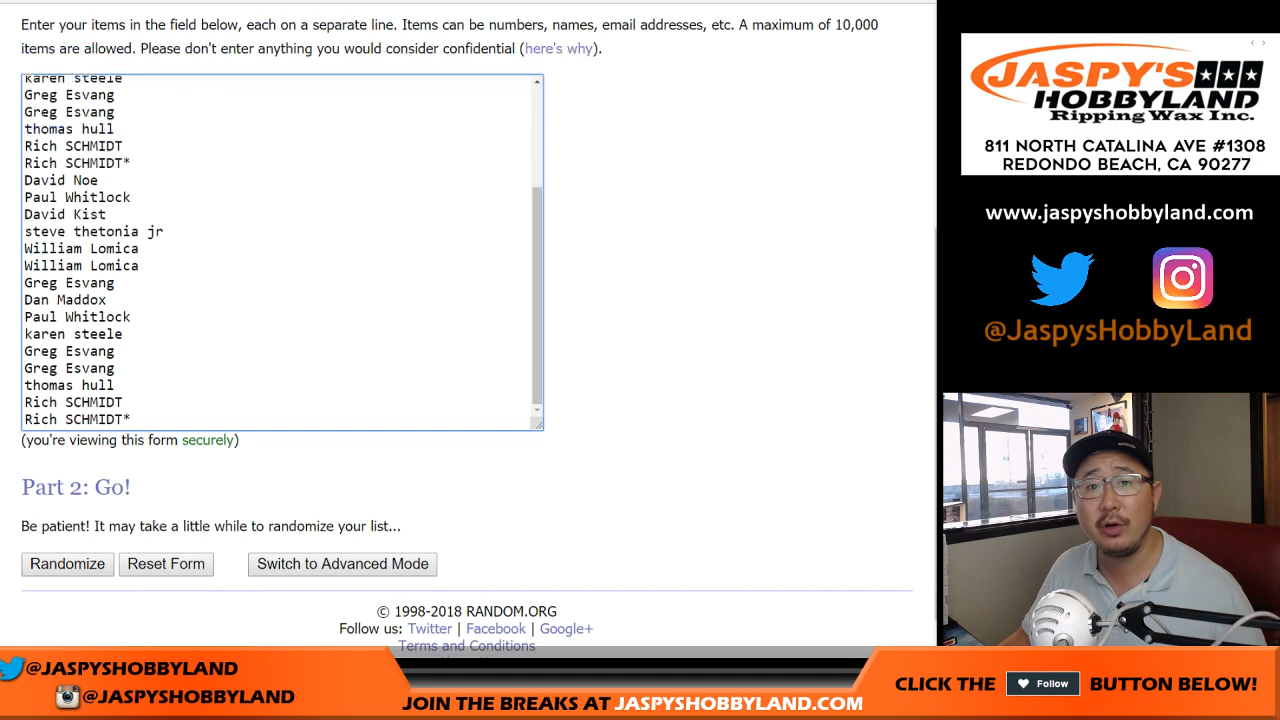 Enter your items in the field below, each on a separate line. Items can be numbers, names, email addresses, etc. A maximum of 10,000
items are allowed. Please don't enter anything you would consider confidential (here's why).
karen steele
Greg Esvang
Greg Esvang
thomas hull
Rich SCHMIDT
Rich SCHMIDT*
David Noe
Paul Whitlock
David Kist
steve thetonia jr
William Lomica
William Lomica
Greg Esvang
Dan Maddox
Paul Whitlock
karen steele
Greg Esvang
Greg Esvang
thomas hull
Rich SCHMIDT
Rich SCHMIDT*
(you're viewing this form securely)
Part 2: Go!
Be patient! It may take a little while to randomize your list...
Randomize
Reset Form
Switch to Advanced Mode
© 1998-2018 RANDOM.ORG
Follow us: Twitter | Facebook | Google+
Terms and Conditions
JASPY'S
HOBBYLAND
Ripping Wax Inc.
811 NORTH CATALINA AVE #1308
REDONDO BEACH, CA 90277
www.jaspyshobbyland.com
@JaspysHobbyLand
@JASPYSHOBBYLAND
@JASPYSHOBBYLAND
JOIN THE BREAKS AT JASPYSHOBBYLAND.COM
CLICK THE Follow BUTTON BELOW!